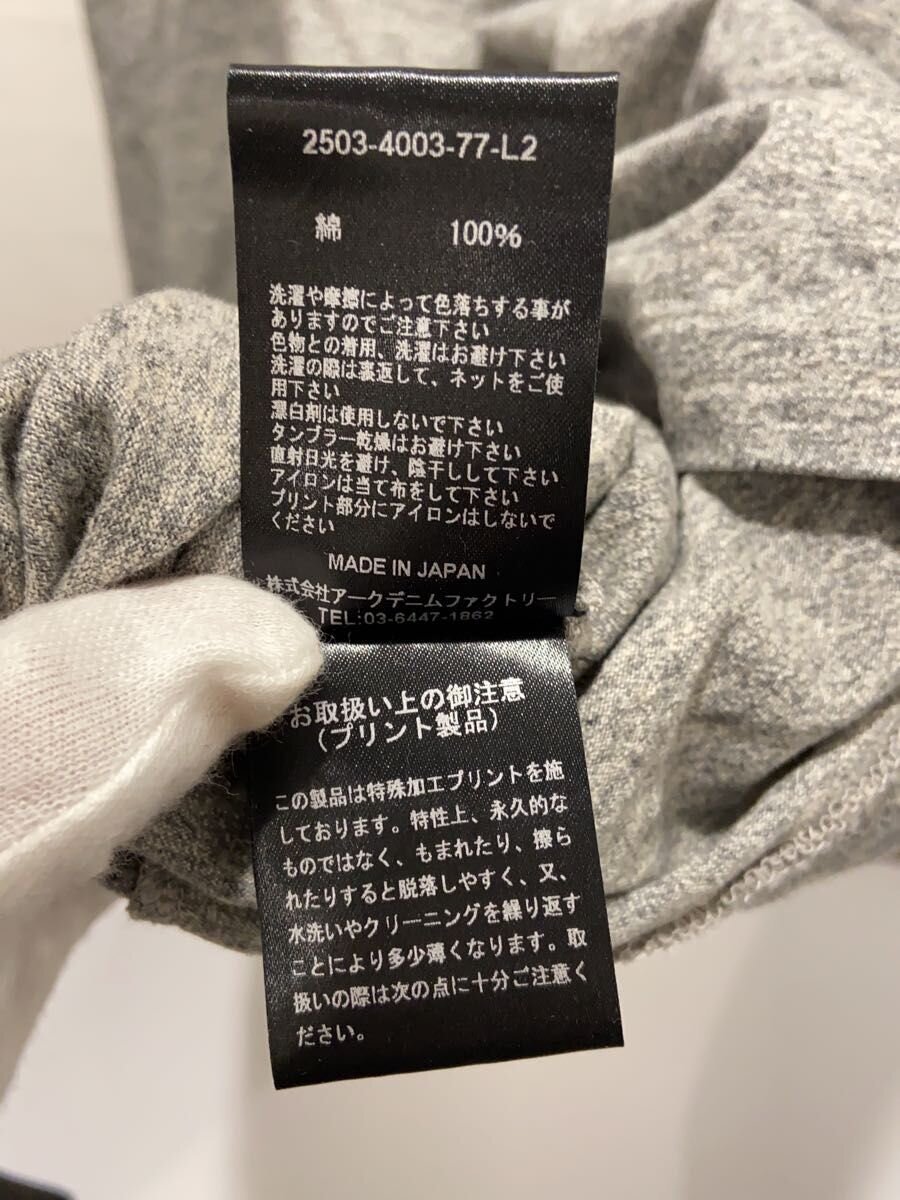 2503-4003-77-L2
綿 100%
洗濯や摩擦によって色落ちする事が
ありますのでご注意下さい
色物との着用、洗濯はお避け下さい
洗濯の際は裏返して、ネットをご使
用下さい
漂白剤は使用しないで下さい
タンブラー乾燥はお避け下さい
直射日光を避け、陰干しして下さい
アイロンは当て布をして下さい
プリント部分にアイロンはしないで
ください
MADE IN JAPAN
株式会社アークデニムファクトリー
TEL:03-6447-1862
お取扱い上の御注意
(プリント製品)
この製品は特殊加工プリントを施
しております。特性上、永久的な
ものではなく、もまれたり、擦ら
れたりすると脱落しやすく、又、
水洗いやクリーニングを繰り返す
ことにより多少薄くなります。取
扱いの際は次の点に十分ご注意く
ださい。